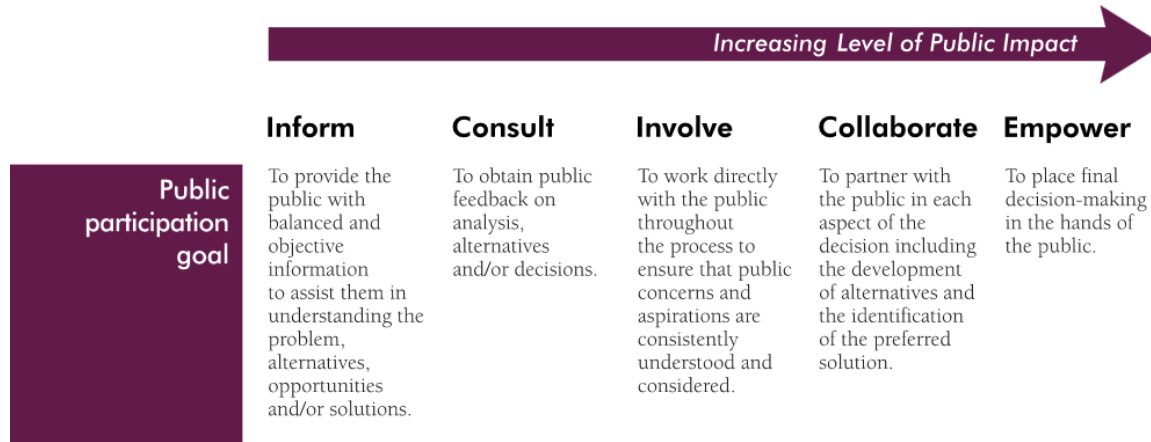 Increasing Level of Public Impact
Inform
Consult
Involve
Collaborate
Empower
Public
participation
goal
To provide the
public with
balanced and
objective
information
to assist them in
understanding the
problem,
alternatives,
opportunities
and/or solutions.
To obtain public
feedback on
analysis,
alternatives
and/or decisions.
To work directly
with the public
throughout
the process to
ensure that public
concerns and
aspirations are
consistently
understood and
considered.
To partner with
the public in each
aspect of the
decision including
the development
of alternatives and
the identification
of the preferred
solution.
To place final
decision-making
in the hands of
the public.